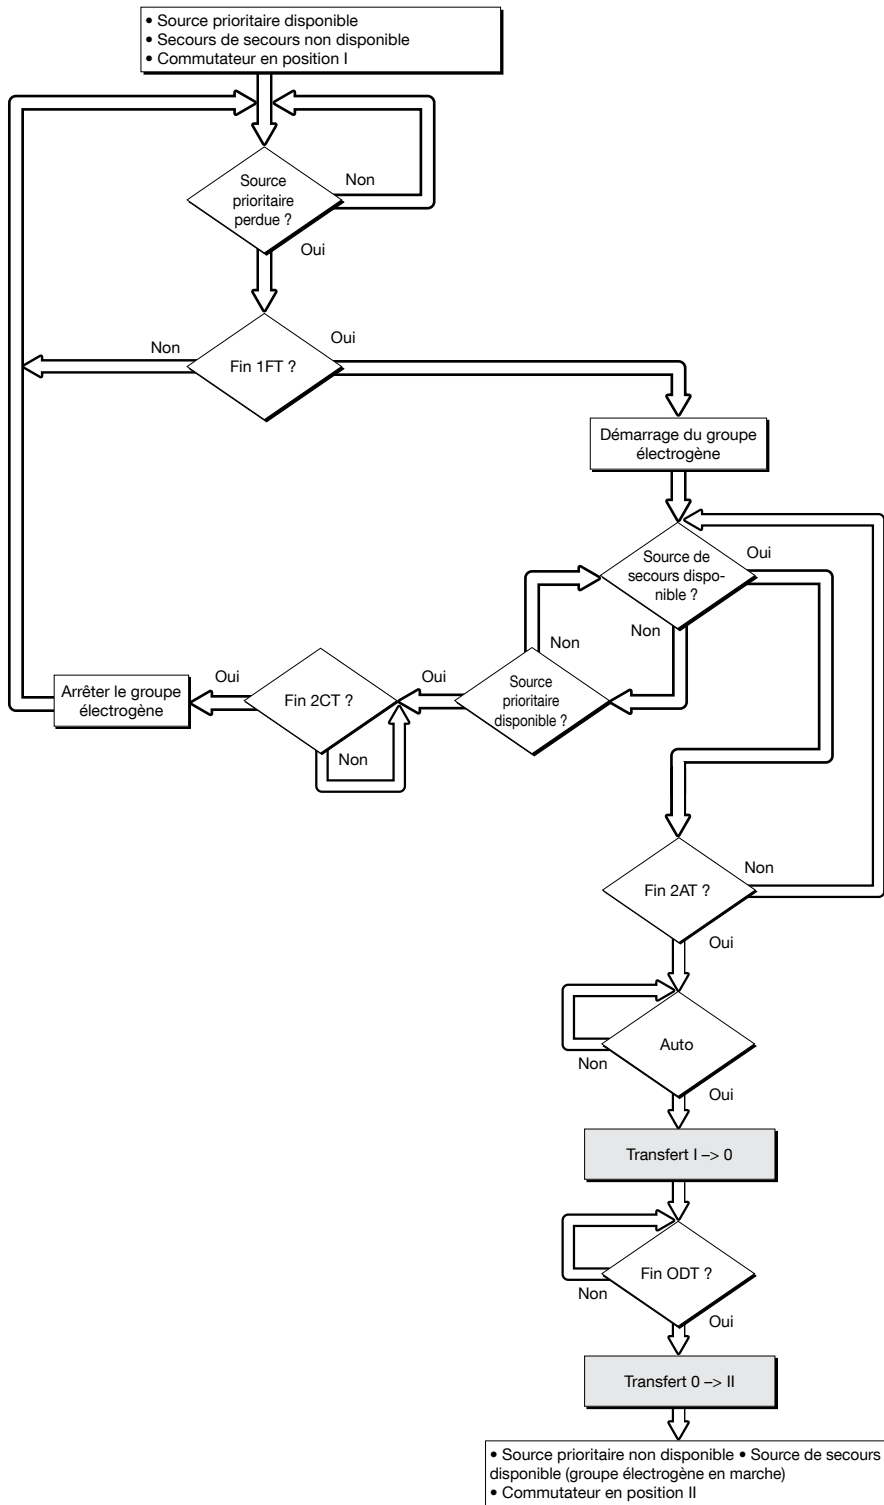 • Source prioritaire disponible
• Secours de secours non disponible
• Commutateur en position I
Source
prioritaire
perdue ?
Non
Oui
Fin 1FT ?
Non
Oui
Démarrage du groupe
électrogène
Source de
secours dispo-
nible ?
Oui
Non
Source
prioritaire
disponible ?
Non
Oui
Fin 2CT ?
Oui
Non
Arrêter le groupe
électrogène
Fin 2AT ?
Non
Oui
Auto
Non
Oui
Transfert I –> 0
Fin ODT ?
Non
Oui
Transfert 0 –> II
• Source prioritaire non disponible • Source de secours
disponible (groupe électrogène en marche)
• Commutateur en position II